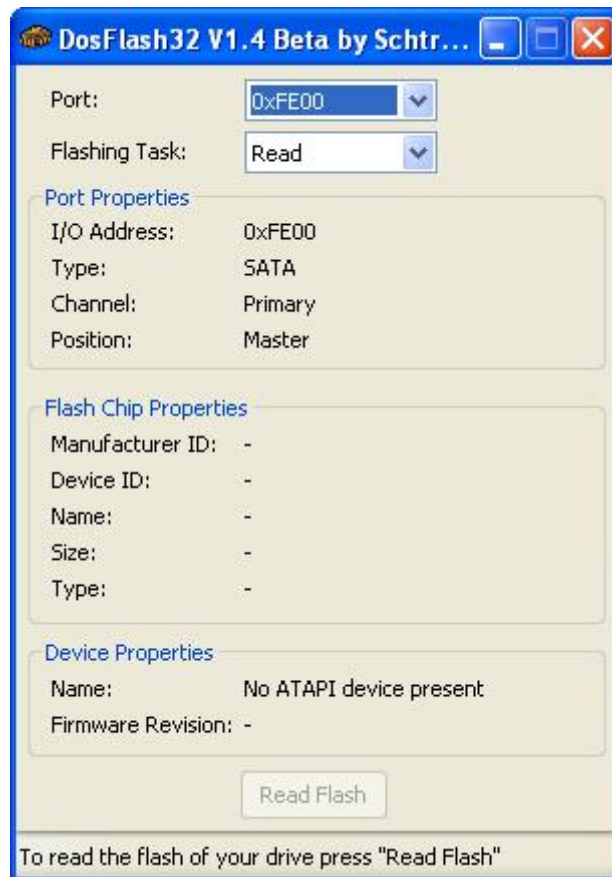 DosFlash32 V1.4 Beta by Schtr...
Port: 0xFE00
Flashing Task: Read
Port Properties
I/O Address: 0xFE00
Type: SATA
Channel: Primary
Position: Master
Flash Chip Properties
Manufacturer ID: -
Device ID: -
Name: -
Size: -
Type: -
Device Properties
Name: No ATAPI device present
Firmware Revision: -
Read Flash
To read the flash of your drive press "Read Flash"